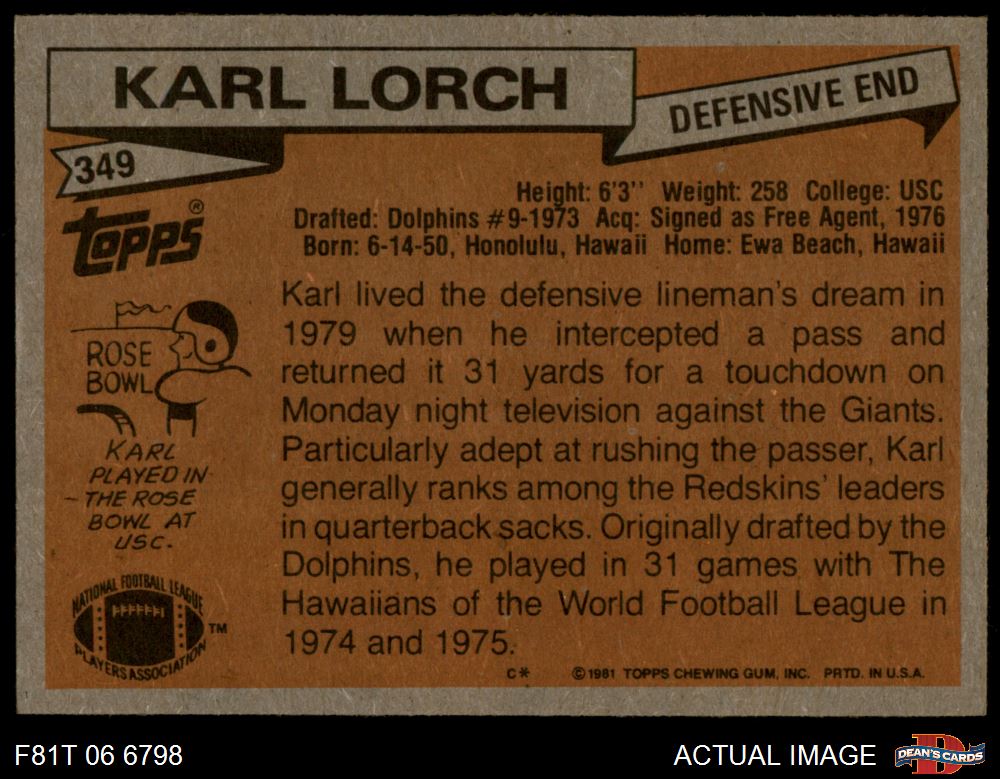 KARL LORCH
DEFENSIVE END
349
TOPPS®
Height: 6'3'' Weight: 258 College: USC
Drafted: Dolphins #9-1973 Acq: Signed as Free Agent, 1976
Born: 6-14-50, Honolulu, Hawaii Home: Ewa Beach, Hawaii
ROSE
BOWL
KARL
PLAYED IN
THE ROSE
BOWL AT
USC.
Karl lived the defensive lineman's dream in
1979 when he intercepted a pass and
returned it 31 yards for a touchdown on
Monday night television against the Giants.
Particularly adept at rushing the passer, Karl
generally ranks among the Redskins' leaders
in quarterback sacks. Originally drafted by the
Dolphins, he played in 31 games with The
Hawaiians of the World Football League in
1974 and 1975.
NATIONAL FOOTBALL LEAGUE
PLAYERS ASSOCIATION
TM
C* ©1981 TOPPS CHEWING GUM, INC. PRTD. IN U.S.A.
F81T 06 6798
ACTUAL IMAGE
D
DEAN'S CARDS